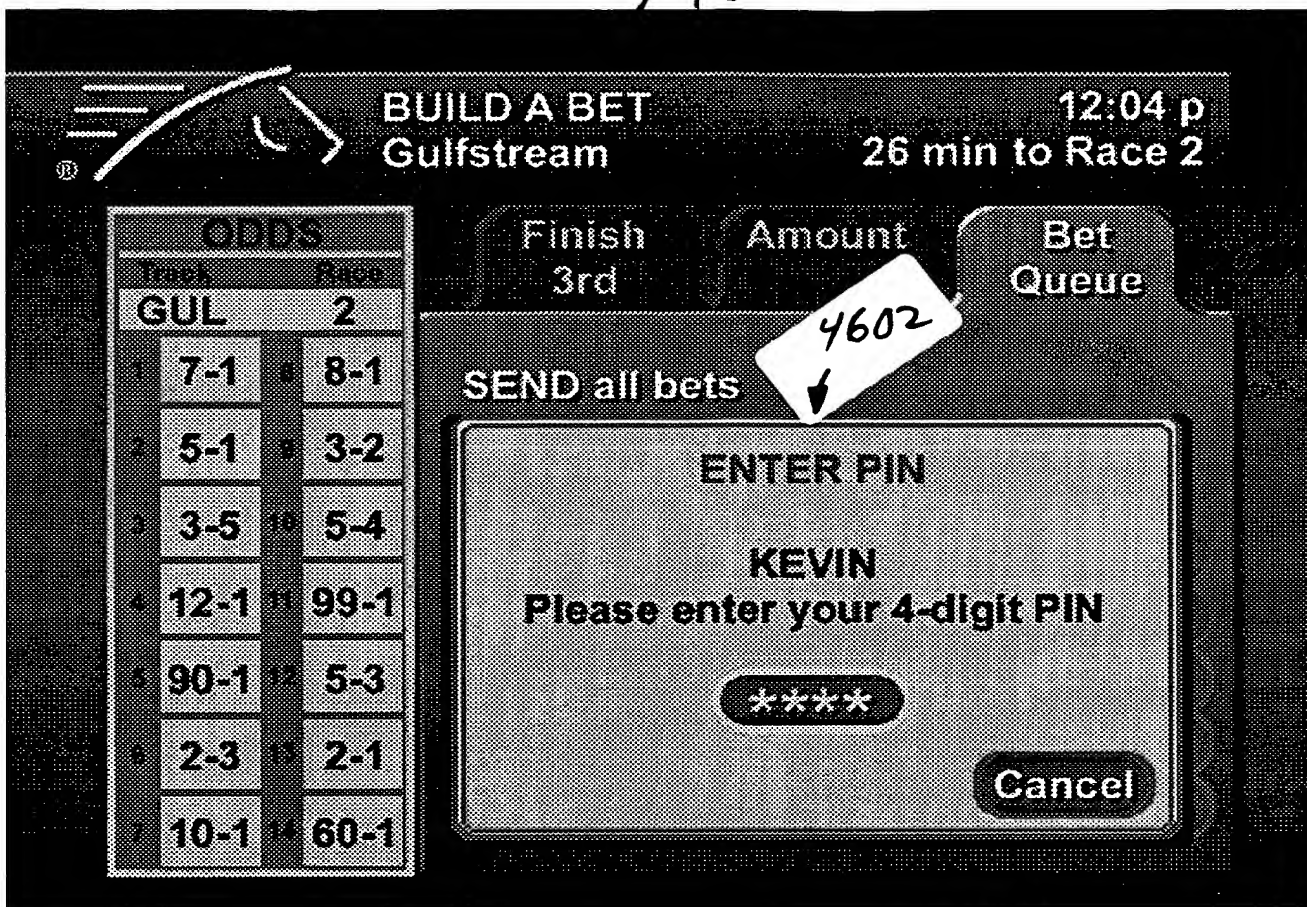 BUILD A BET
Gulfstream
12:04 p
26 min to Race 2
®
ODDS
Track Race
GUL 2
1 7-1 8 8-1
2 5-1 9 3-2
3 3-5 10 5-4
4 12-1 11 99-1
5 90-1 12 5-3
6 2-3 13 2-1
7 10-1 14 60-1
Finish
3rd
Amount
Bet
Queue
4602
SEND all bets
ENTER PIN
KEVIN
Please enter your 4-digit PIN
****
Cancel